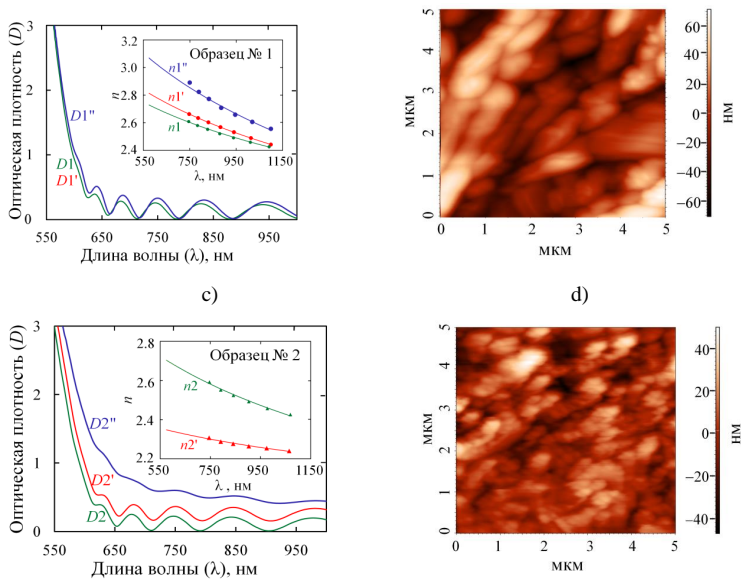 Оптическая плотность (D)
3
2
1
0
550
650
750
850
950
Длина волны (λ), нм
D1"
D1
D1'
Образец № 1
n
3.2
3.0
2.8
2.6
2.4
550
750
950
1150
λ, нм
n1"
n1'
n1
мкм
5
4
3
2
1
0
0
1
2
3
4
5
мкм
60
40
20
0
−20
−40
−60
нм
c)
d)
Оптическая плотность (D)
3
2
1
0
550
650
750
850
950
Длина волны (λ), нм
D2"
D2'
D2
Образец № 2
n
2.8
2.6
2.4
2.2
550
750
950
1150
λ , нм
n2
n2'
мкм
5
4
3
2
1
0
0
1
2
3
4
5
мкм
40
20
0
−20
−40
нм